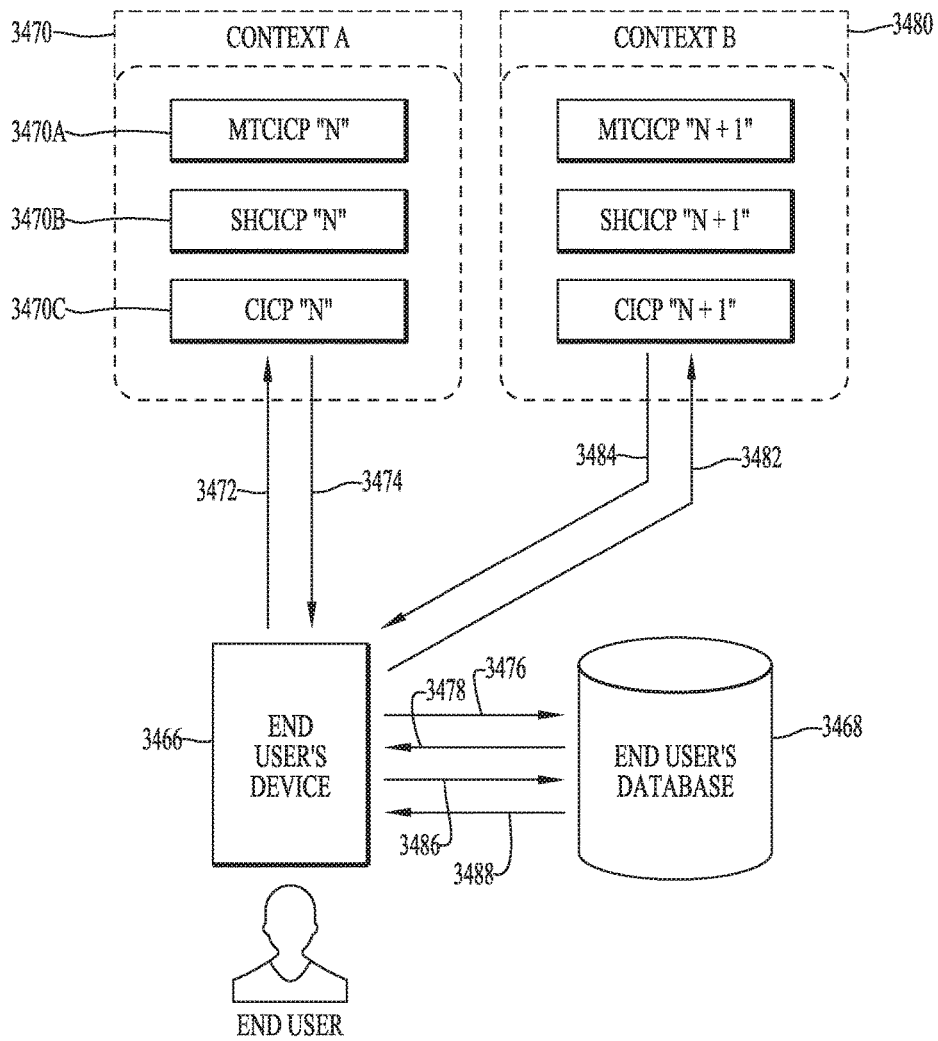 3470
CONTEXT A
CONTEXT B
3480
3470A
MTCICP "N"
MTCICP "N + 1"
3470B
SHCICP "N"
SHCICP "N + 1"
3470C
CICP "N"
CICP "N + 1"
3472
3474
3484
3482
3466
END
USER'S
DEVICE
3478
3476
3486
3488
END USER'S
DATABASE
3468
END USER